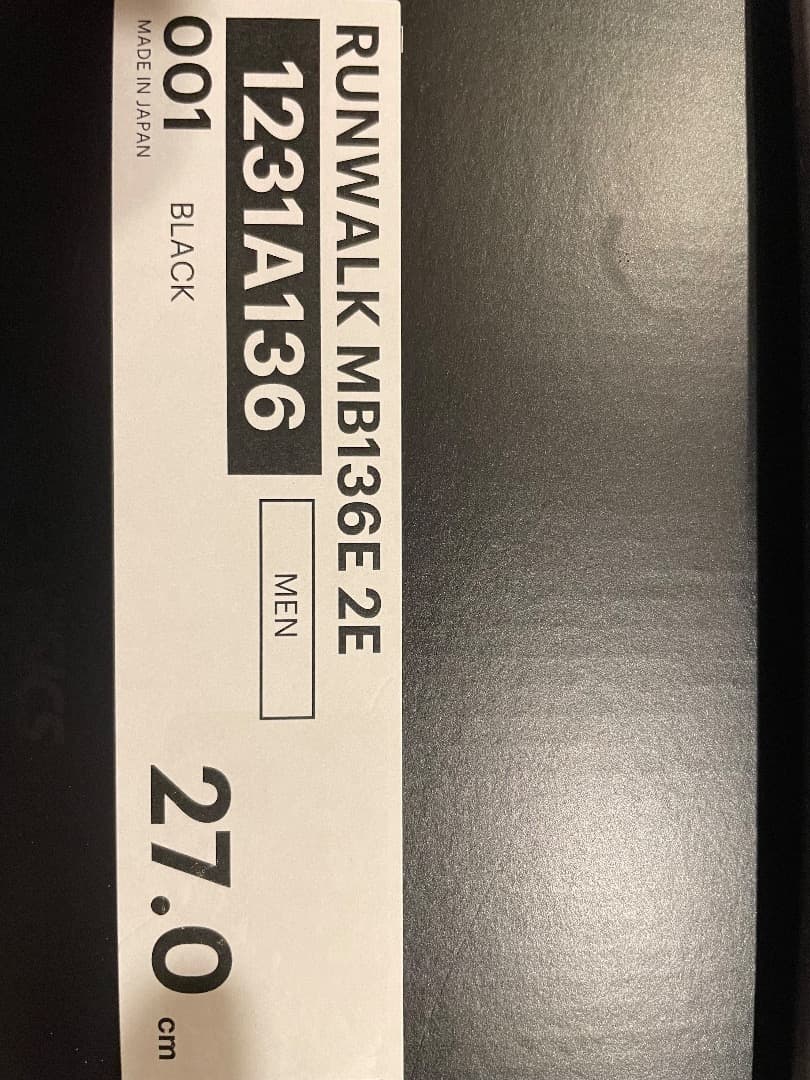 RUNWALK MB136E 2E
1231A136
MEN
001 BLACK
27.0 cm
MADE IN JAPAN